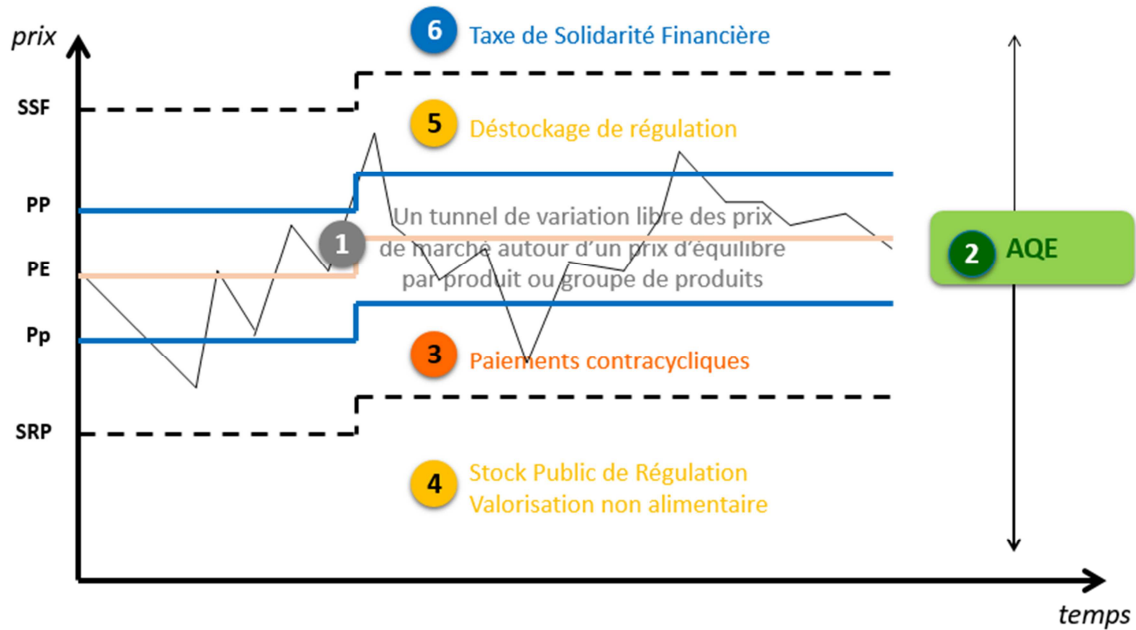 prix
6 Taxe de Solidarité Financière
SSF
5 Déstockage de régulation
PP
Un tunnel de variation libre des prix
1 de marché autour d'un prix d'équilibre
par produit ou groupe de produits
PE
2 AQE
Pp
3 Paiements contracycliques
SRP
4 Stock Public de Régulation
Valorisation non alimentaire
temps